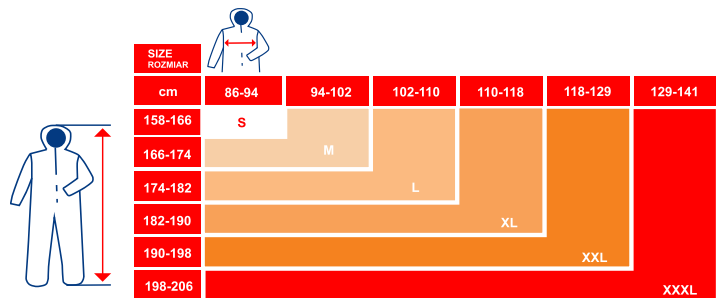 SIZE
ROZMIAR
cm 86-94 94-102 102-110 110-118 118-129 129-141
158-166 S
166-174 M
174-182 L
182-190 XL
190-198 XXL
198-206 XXXL